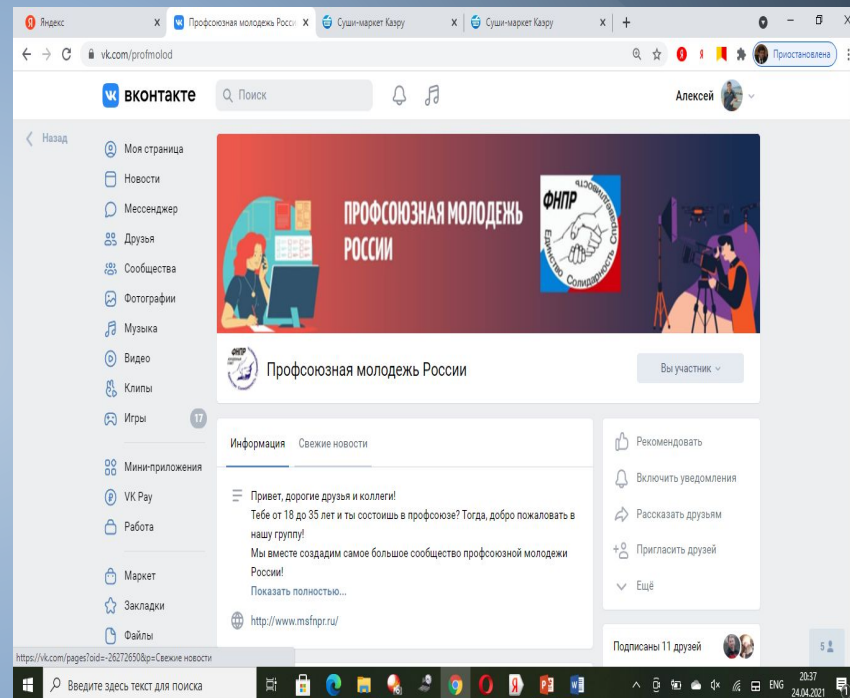 Яндекс
Профсоюзная молодежь Росси
Суши-маркет Каэру
Суши-маркет Каэру
vk.com/profmolod
Приостановлена
вконтакте
Поиск
Алексей
Назад
Моя страница
Новости
Мессенджер
Друзья
Сообщества
Фотографии
Музыка
Видео
Клипы
Игры 17
Мини-приложения
VK Pay
Работа
Маркет
Закладки
Файлы
ПРОФСОЮЗНАЯ МОЛОДЕЖЬ
РОССИИ
ФНПР
Единство Солидарность Справедливость
ФНПР
Профсоюзная молодежь России
Вы участник
Информация Свежие новости
Привет, дорогие друзья и коллеги!
Тебе от 18 до 35 лет и ты состоишь в профсоюзе? Тогда, добро пожаловать в
нашу группу!
Мы вместе создадим самое большое сообщество профсоюзной молодежи
России!
Показать полностью...
http://www.msfnpr.ru/
Рекомендовать
Включить уведомления
Рассказать друзьям
Пригласить друзей
Ещё
Подписаны 11 друзей
5
https://vk.com/pages?oid=-26272650&p=Свежие новости
Введите здесь текст для поиска
ENG
20:37
24.04.2021